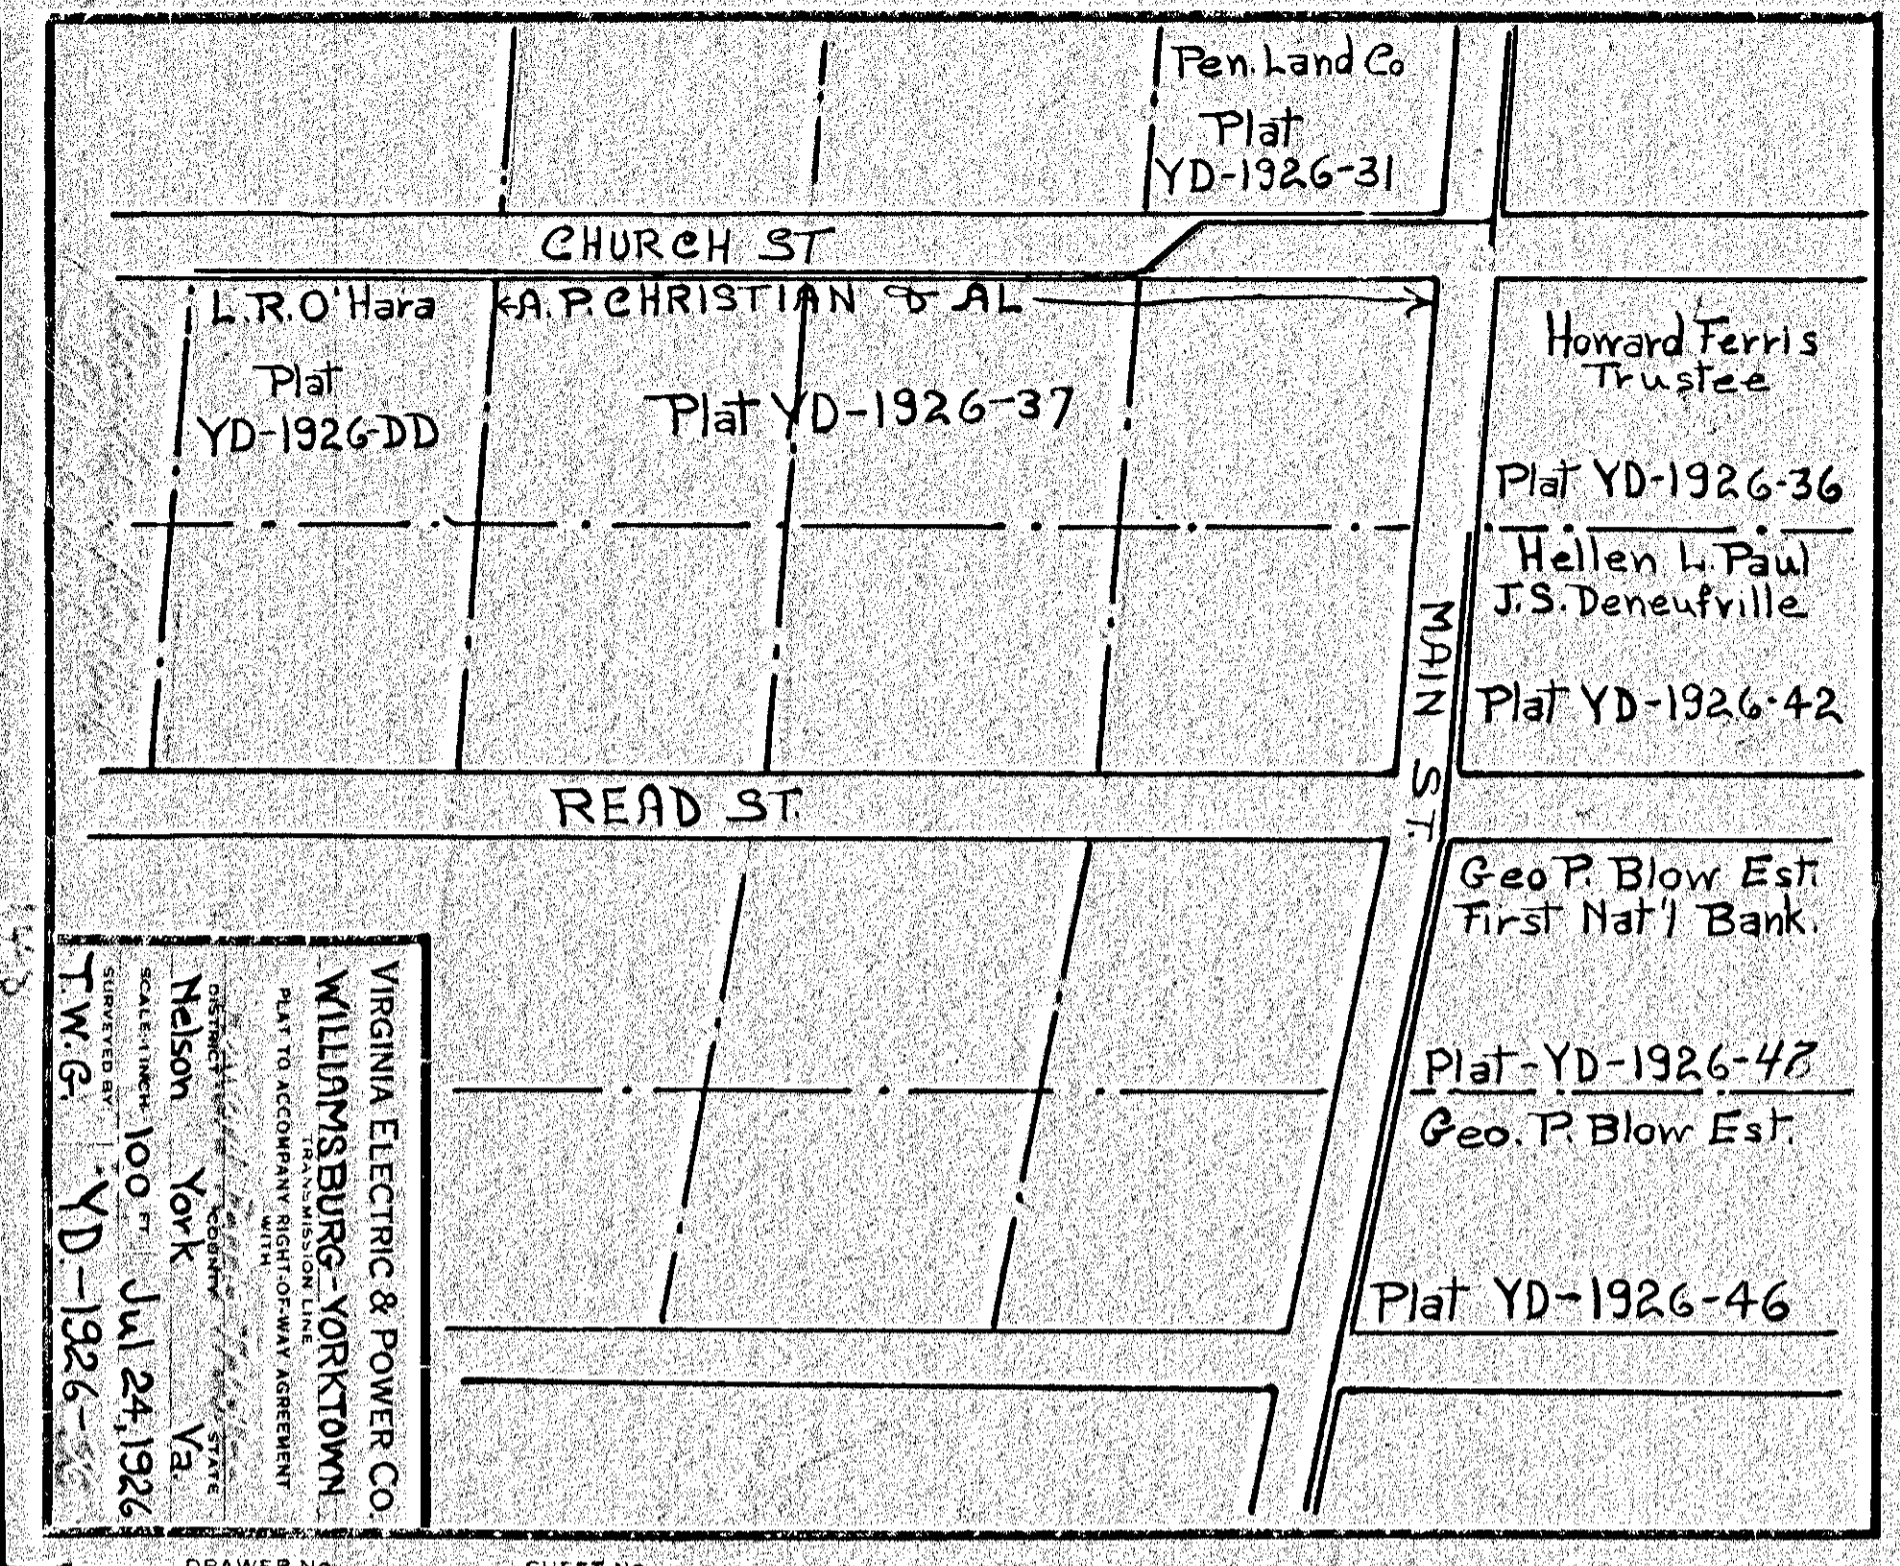 Pen. Land Co
Plat
YD-1926-31
CHURCH ST
L.R.O'Hara
Plat
YD-1926-DD
A.P. CHRISTIAN & AL
Plat YD-1926-37
Howard Ferris
Trustee
Plat YD-1926-36
Hellen L. Paul
J.S. Deneufville
Plat YD-1926-42
MAIN ST.
READ ST.
Geo P. Blow Est.
First Nat'l Bank.
Plat-YD-1926-
Geo. P. Blow Est.
Plat YD-1926-46
VIRGINIA ELECTRIC & POWER CO.
WILLIAMSBURG-YORKTOWN
TRANSMISSION LINE
PLAT TO ACCOMPANY RIGHT-OF-WAY AGREEMENT
WITH
DISTRICT COUNTY STATE
Nelson York Va.
SCALE-1 INCH 100 FT. Jul 24, 1926
SURVEYED BY
T.W.G. YD.-1926-
DRAWER NO. SHEET NO.